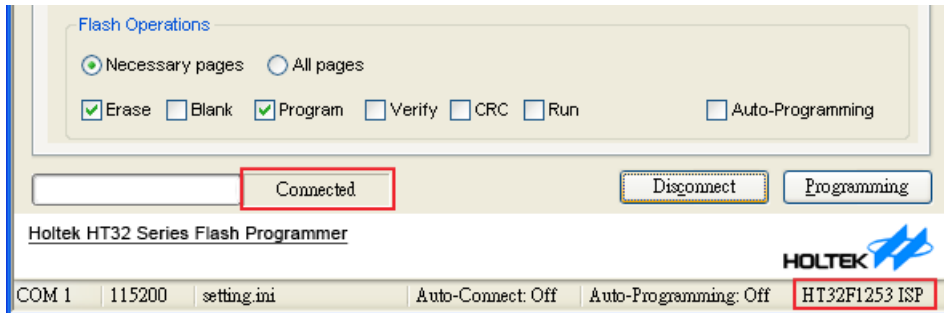 Flash Operations
Necessary pages All pages
Erase Blank Program Verify CRC Run Auto-Programming
Connected Disconnect Programming
Holtek HT32 Series Flash Programmer
HOLTEK
COM 1 115200 setting.ini Auto-Connect: Off Auto-Programming: Off HT32F1253 ISP